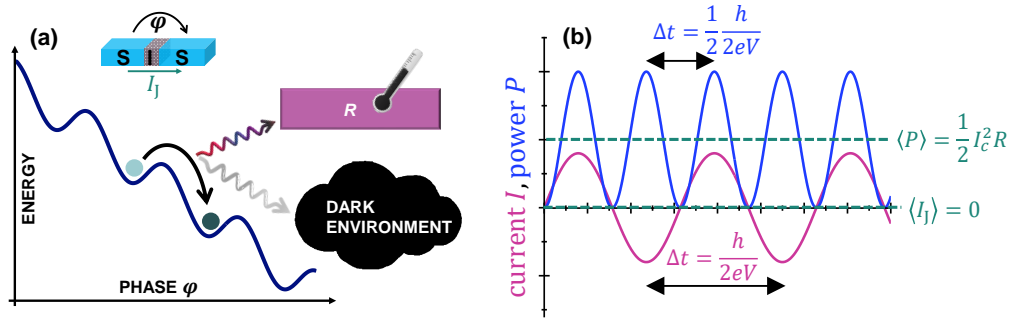 (a)
φ
S I S
I_J
R
ENERGY
DARK
ENVIRONMENT
PHASE φ
(b)
Δt = 1/2 h/2eV
current I, power P
⟨P⟩ = 1/2 I_c^2 R
⟨I_J⟩ = 0
Δt = h/2eV